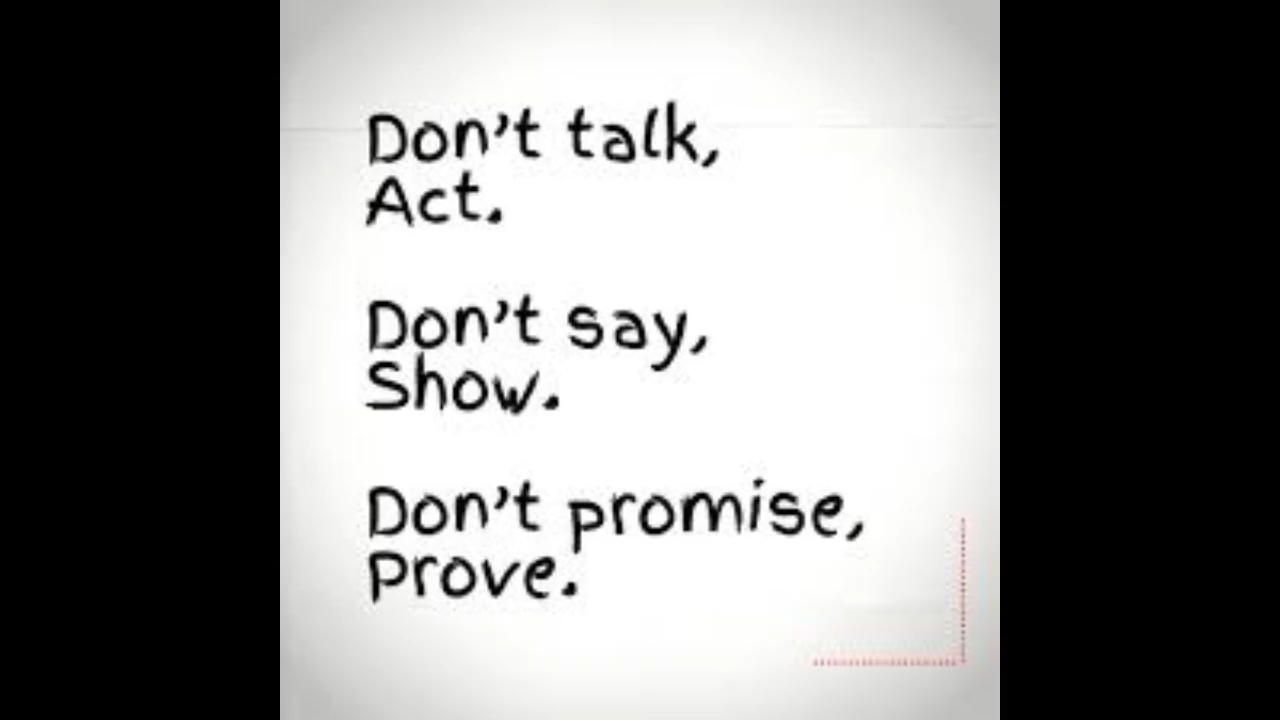 Don't talk,
Act.
Don't say,
Show.
Don't promise,
Prove.